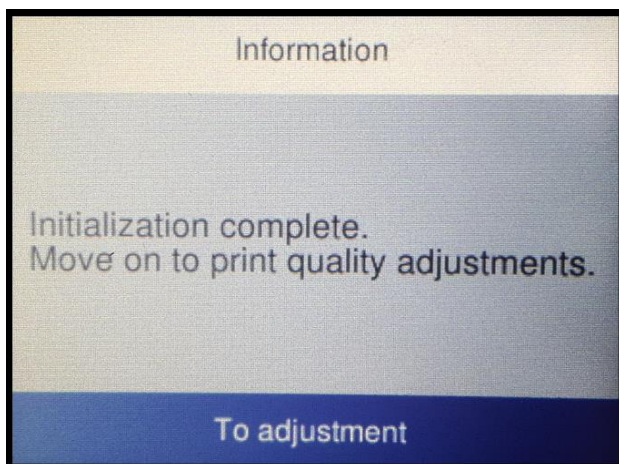 Information
Initialization complete.
Move on to print quality adjustments.
To adjustment